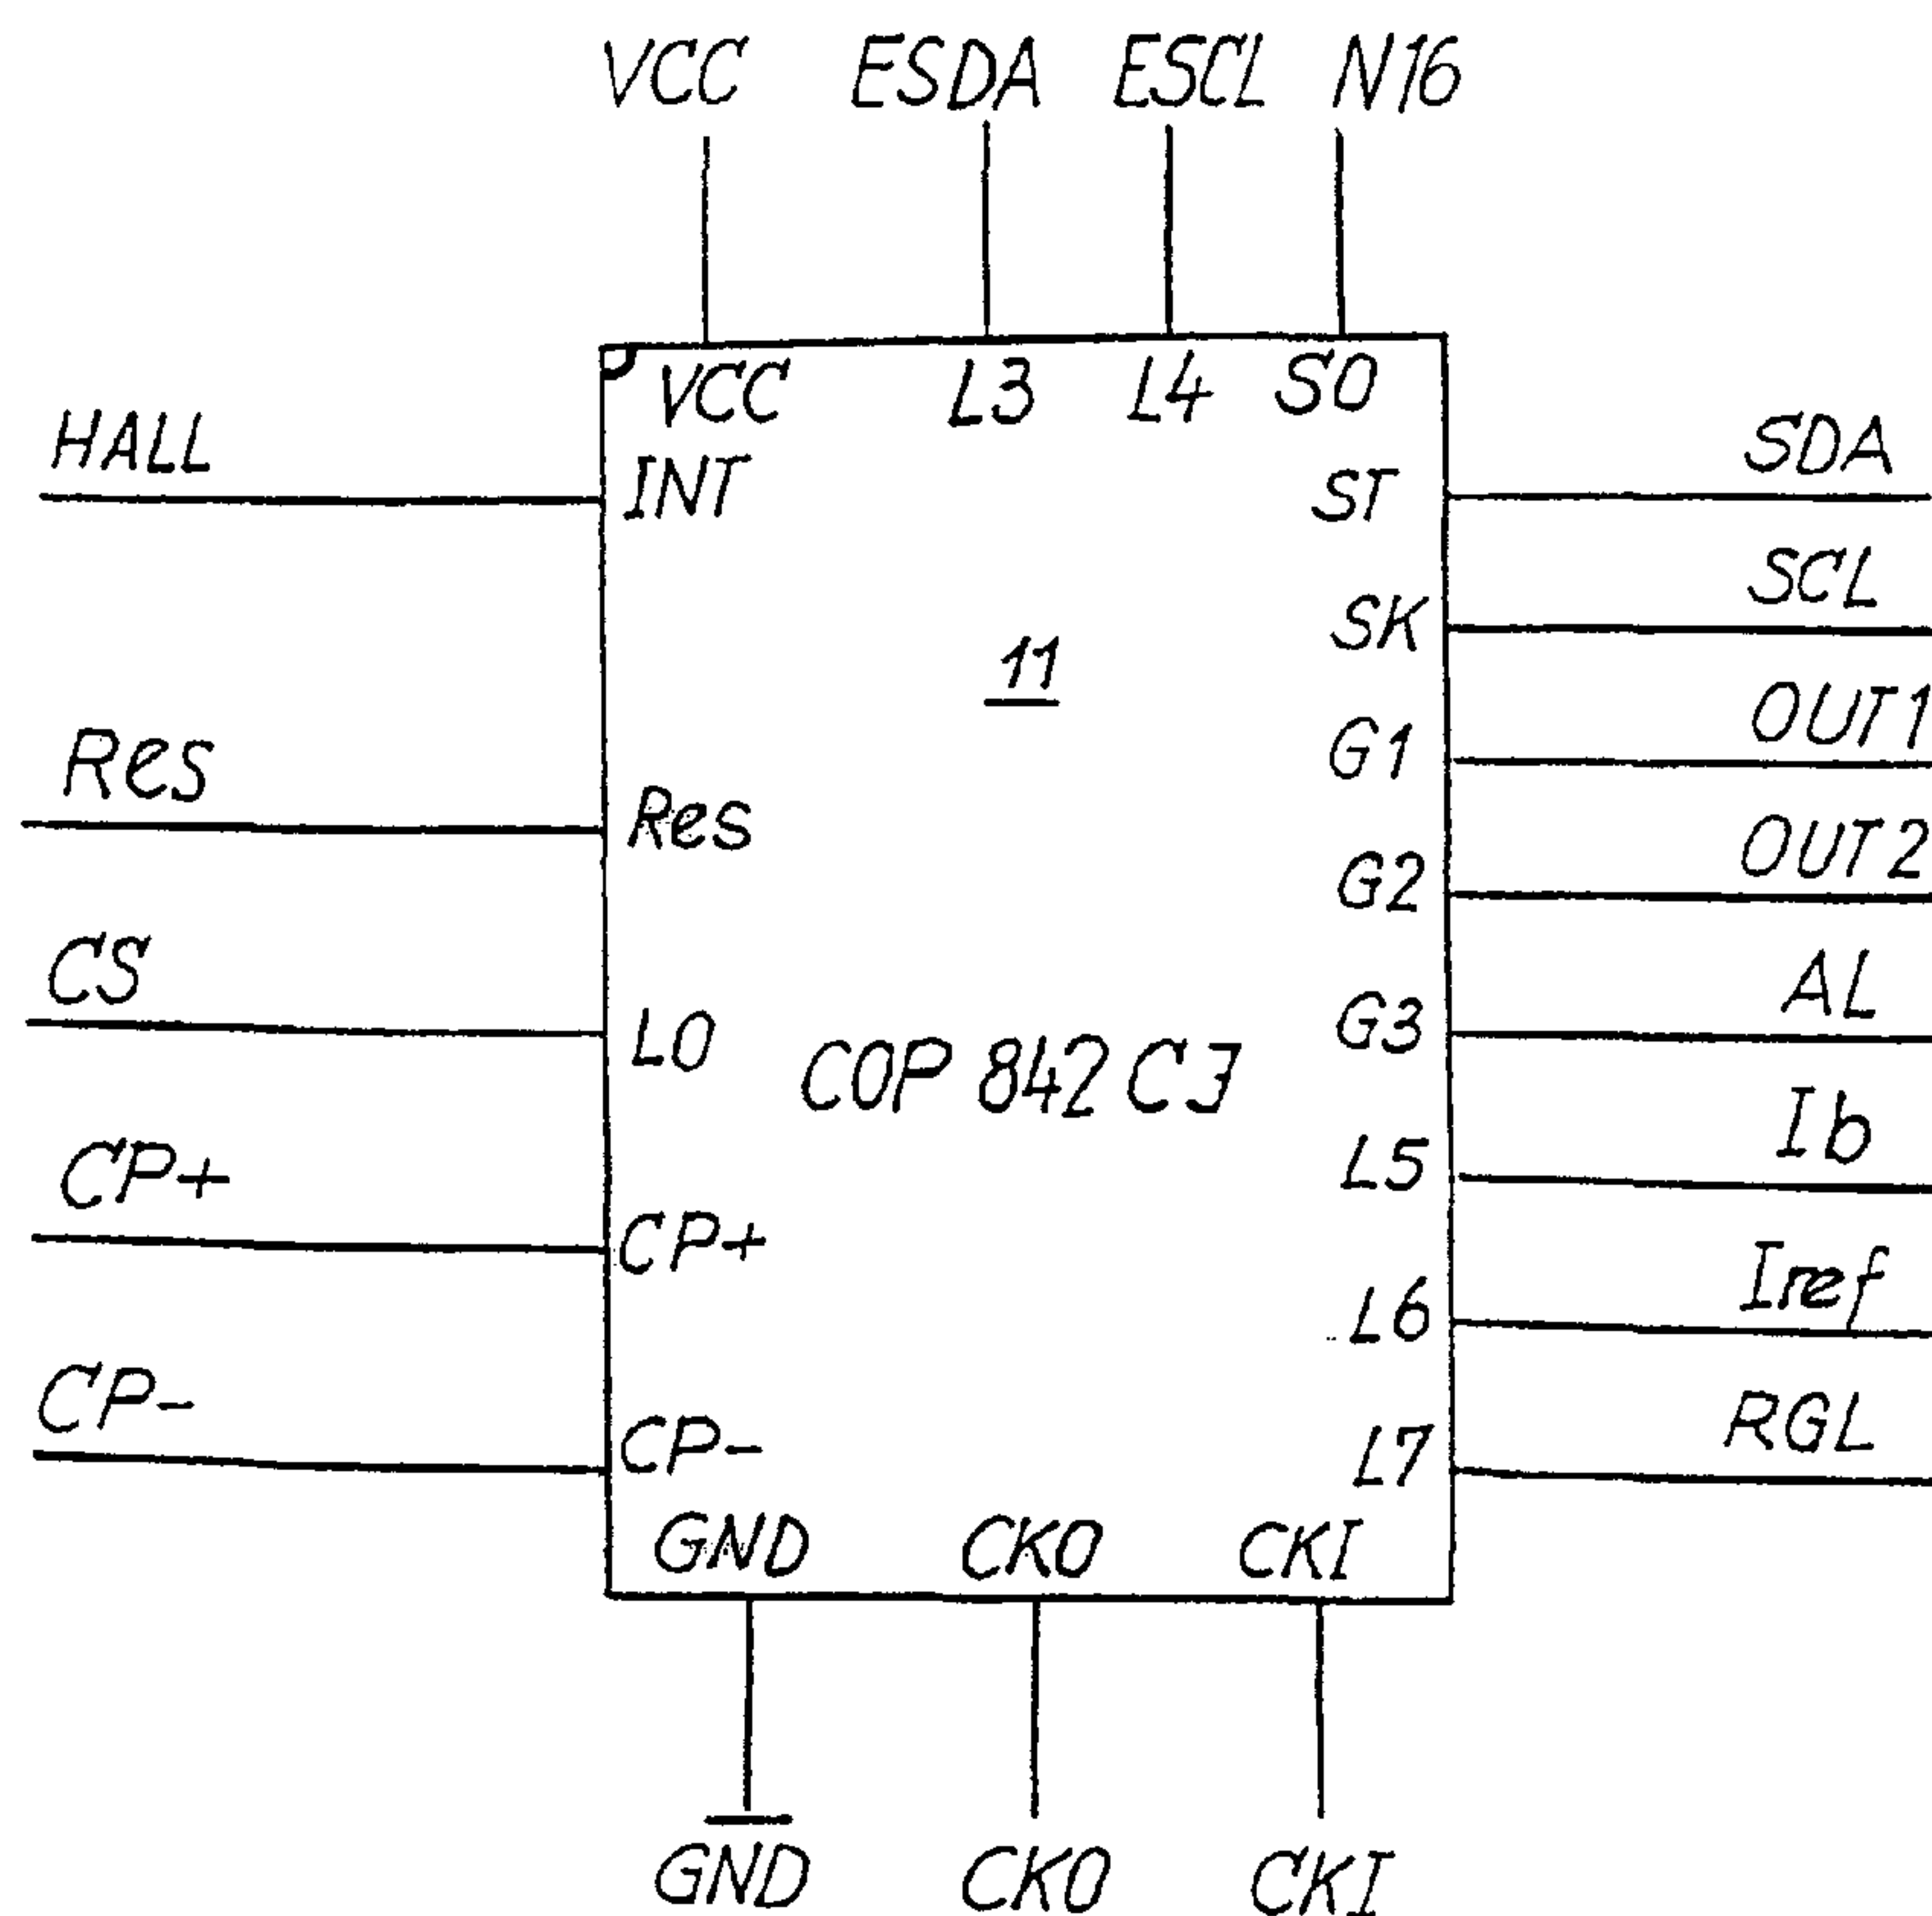 VCC ESDA ESCL N16
VCC L3 L4 SO
HALL INT ST SDA
SK SCL
11
G1 OUT1
Res Res
G2 OUT2
CS L0 G3 AL
COP 842 CJ
CP+ CP+ L5 Ib
L6 Iref
CP- CP- L7 RGL
GND CKO CKI
GND CKO CKI